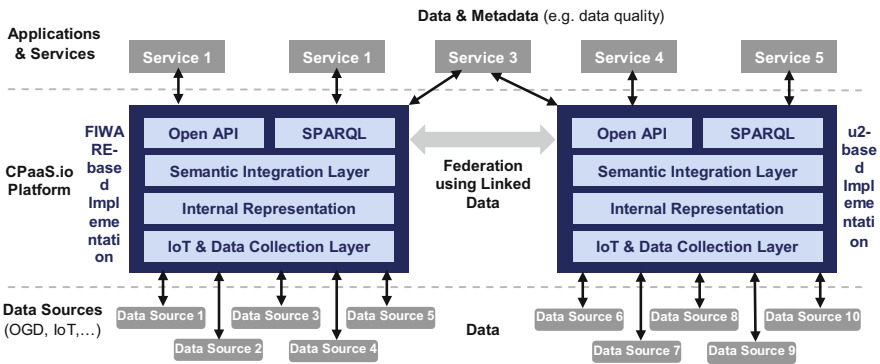 Data & Metadata (e.g. data quality)
Applications
& Services
Service 1
Service 1
Service 3
Service 4
Service 5
CPaaS.io
Platform
FIWA
RE-
base
d
Impl
eme
ntati
on
Open API
SPARQL
Semantic Integration Layer
Internal Representation
IoT & Data Collection Layer
Federation
using Linked
Data
Open API
SPARQL
Semantic Integration Layer
Internal Representation
IoT & Data Collection Layer
u2-
base
d
Impl
eme
ntati
on
Data Sources
(OGD, IoT,...)
Data Source 1
Data Source 2
Data Source 3
Data Source 4
Data Source 5
Data
Data Source 6
Data Source 7
Data Source 8
Data Source 9
Data Source 10